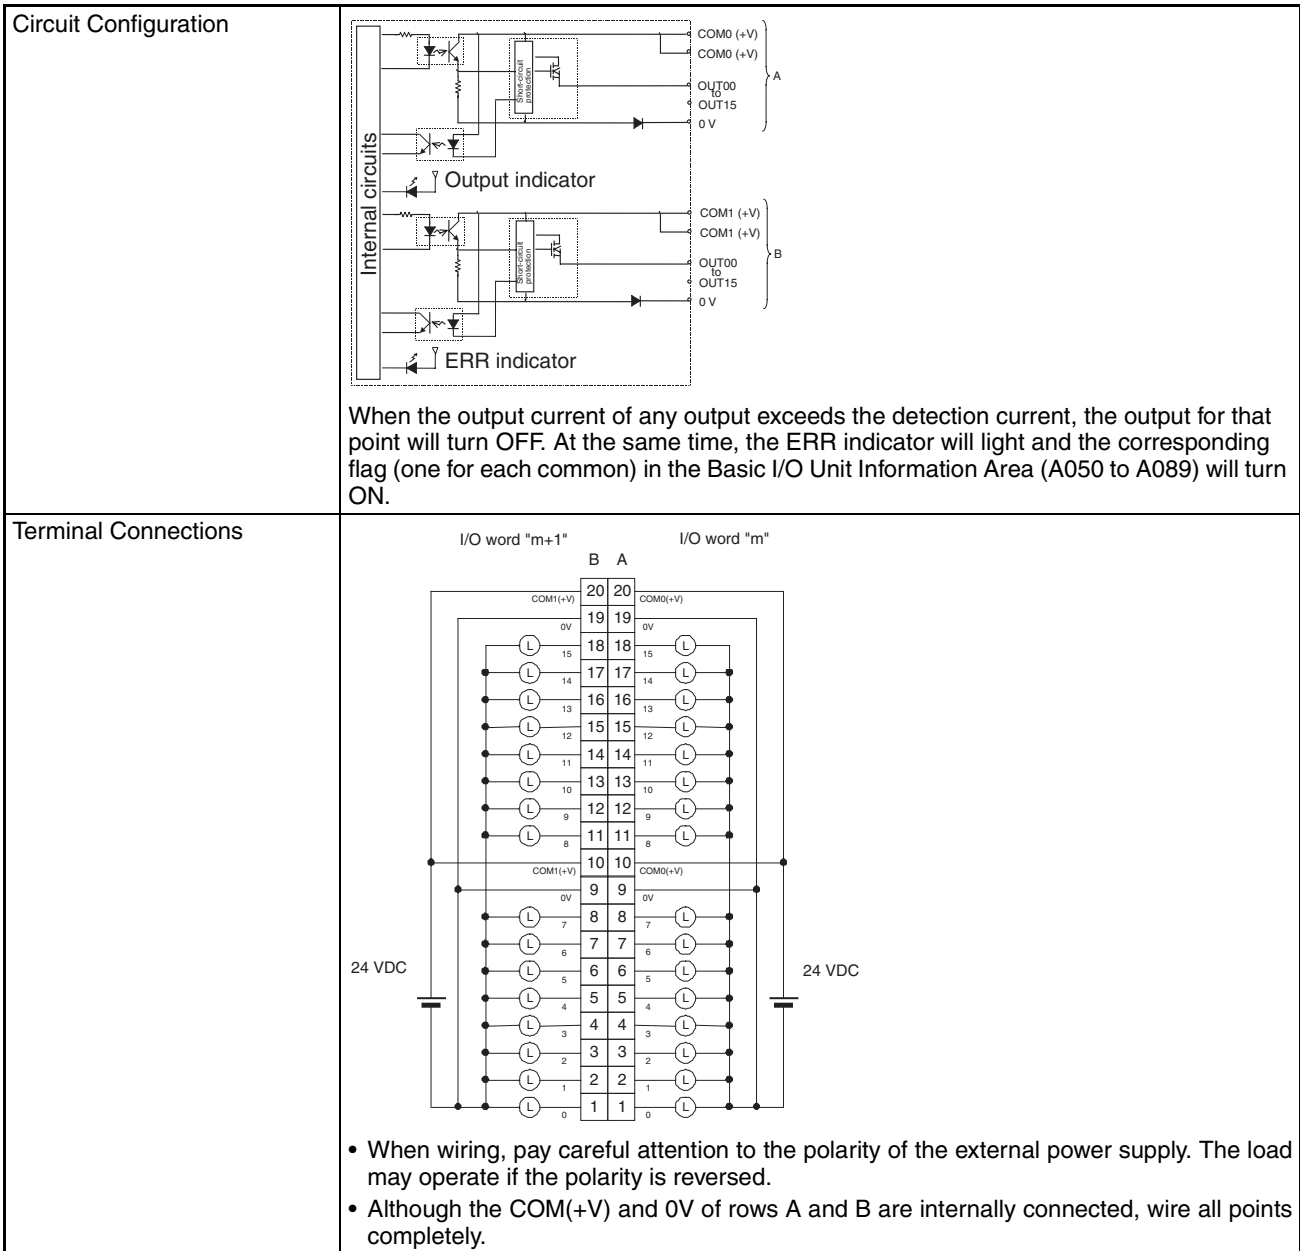 Circuit Configuration
COM0 (+V)
COM0 (+V)
A
OUT00
to
OUT15
0 V
Short-circuit
protection
Internal circuits
Output indicator
COM1 (+V)
COM1 (+V)
B
OUT00
to
OUT15
0 V
Short-circuit
protection
ERR indicator
When the output current of any output exceeds the detection current, the output for that
point will turn OFF. At the same time, the ERR indicator will light and the corresponding
flag (one for each common) in the Basic I/O Unit Information Area (A050 to A089) will turn
ON.
Terminal Connections
I/O word "m+1" I/O word "m"
B A
COM1(+V) 20 20 COM0(+V)
0V 19 19 0V
L 15 18 18 15 L
L 14 17 17 14 L
L 13 16 16 13 L
L 12 15 15 12 L
L 11 14 14 11 L
L 10 13 13 10 L
L 9 12 12 9 L
L 8 11 11 8 L
COM1(+V) 10 10 COM0(+V)
0V 9 9 0V
L 7 8 8 7 L
L 6 7 7 6 L
24 VDC L 5 6 6 5 L 24 VDC
L 4 5 5 4 L
L 3 4 4 3 L
L 2 3 3 2 L
L 1 2 2 1 L
L 0 1 1 0 L
• When wiring, pay careful attention to the polarity of the external power supply. The load
may operate if the polarity is reversed.
• Although the COM(+V) and 0V of rows A and B are internally connected, wire all points
completely.